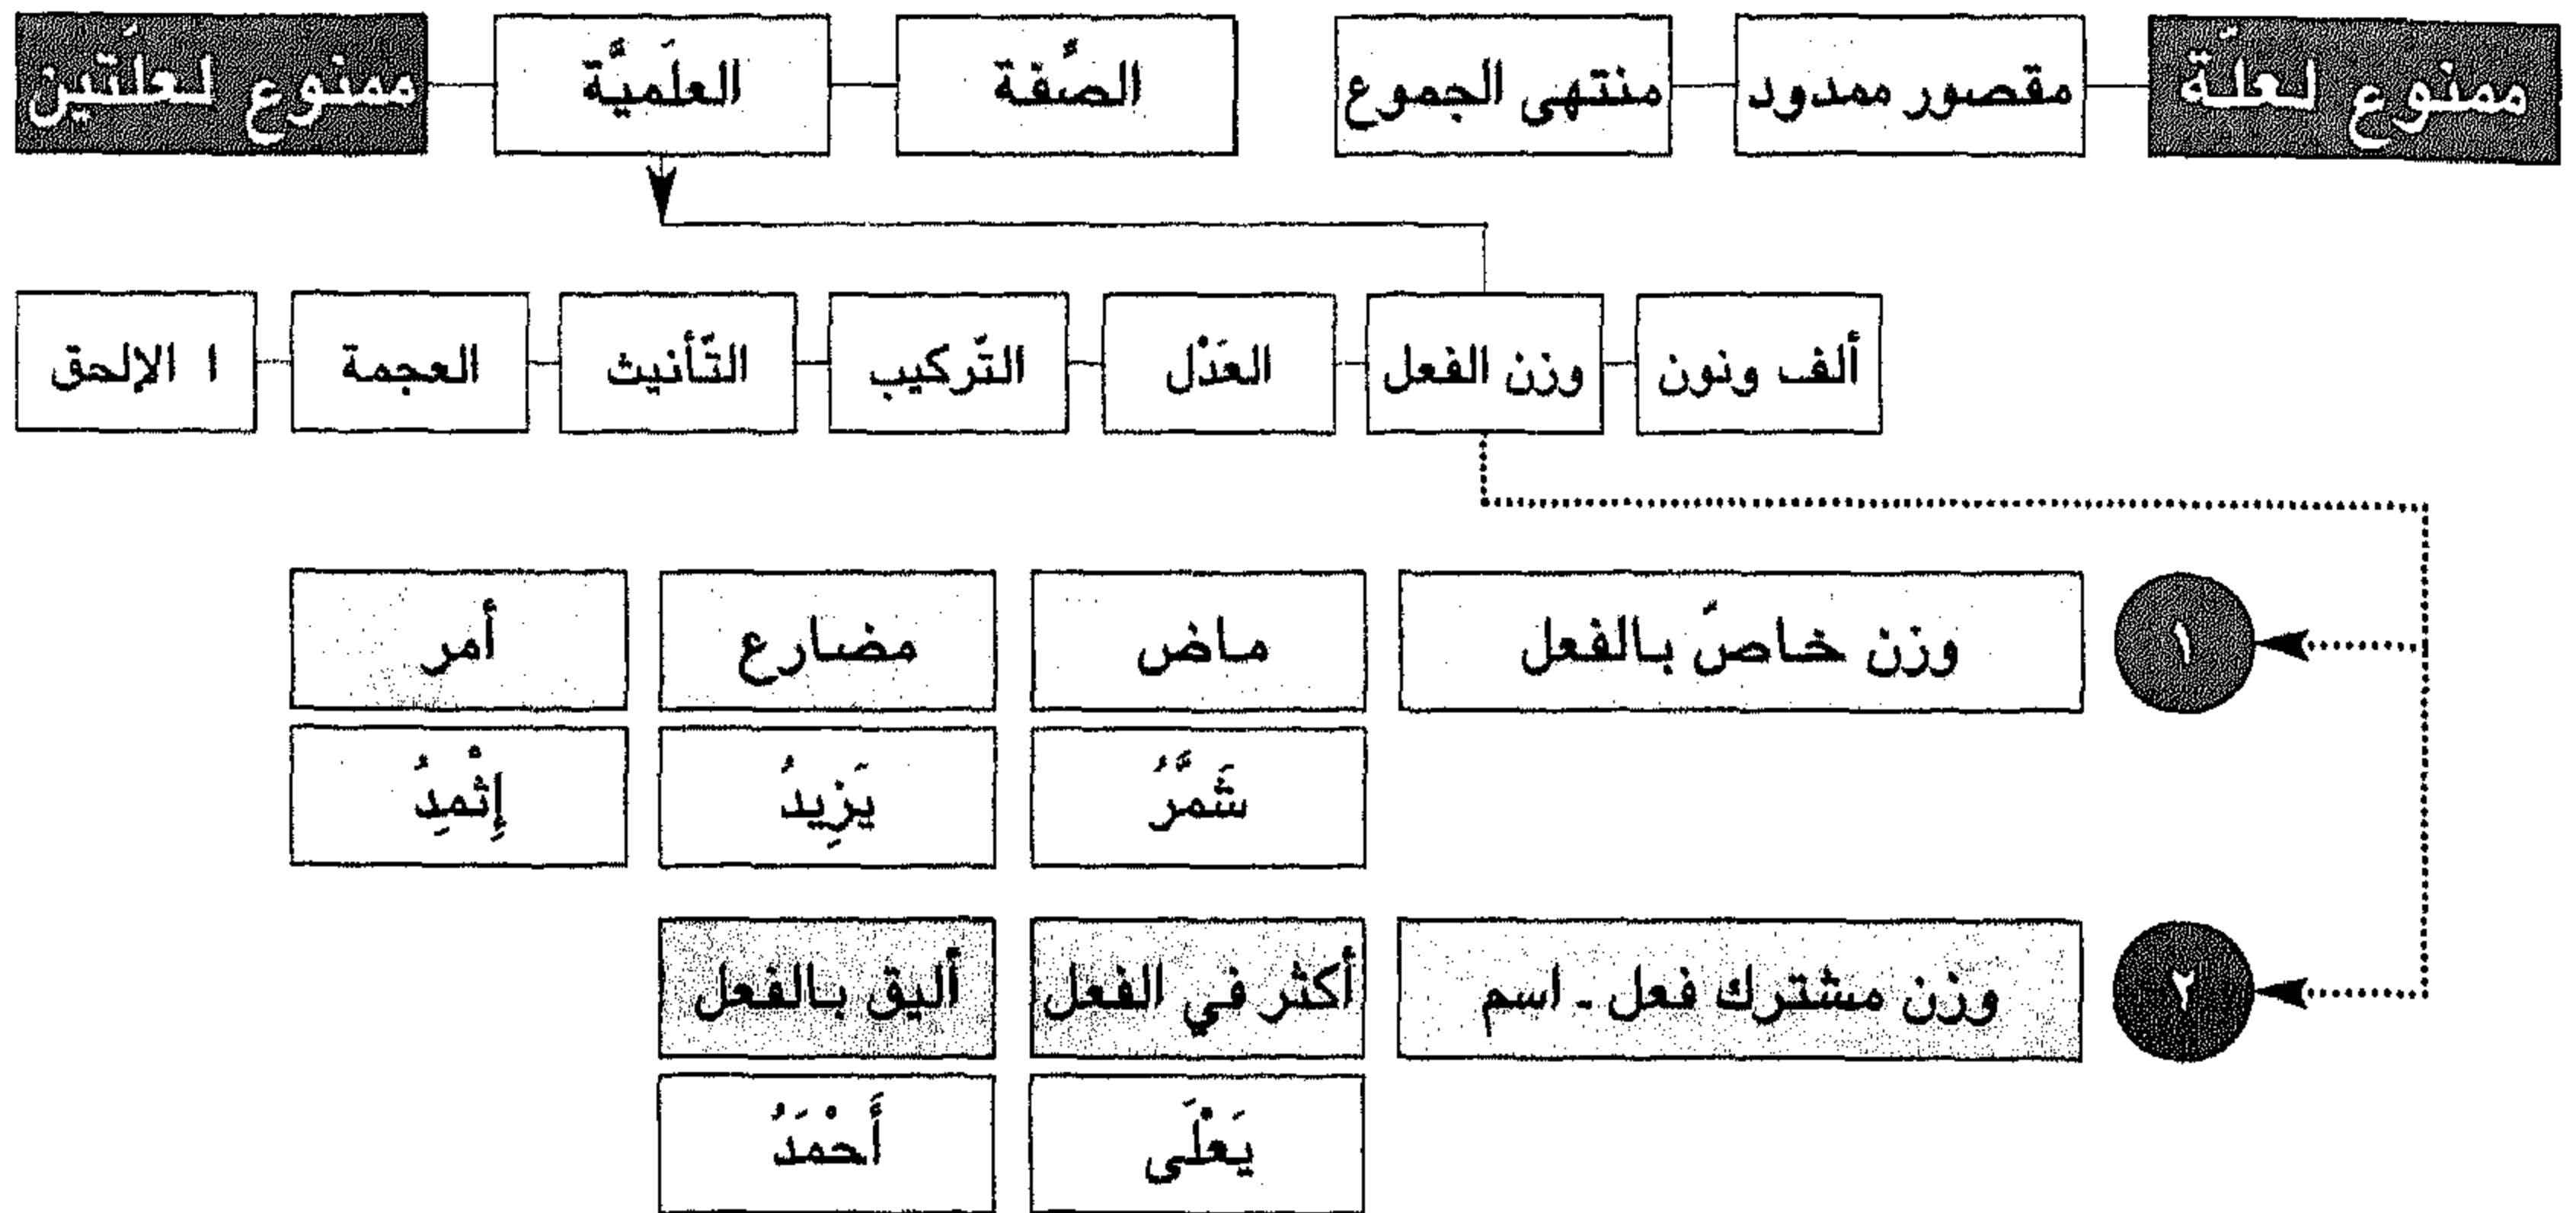 ممنوع لعلّة مقصور ممدود منتهى الجموع الصِّفة العلَميَّة ممنوع لعلّتين
ألف ونون وزن الفعل العَدْل التّركيب التّأنيث العجمة ا الإلحق
١ وزن خاصّ بالفعل ماض مضارع أمر
شَمَّرُ يَزِيدُ إِثْمِدُ
٢ وزن مشترك فعل - اسم أكثر في الفعل أليق بالفعل
يَعْلَى أَحْمَدُ